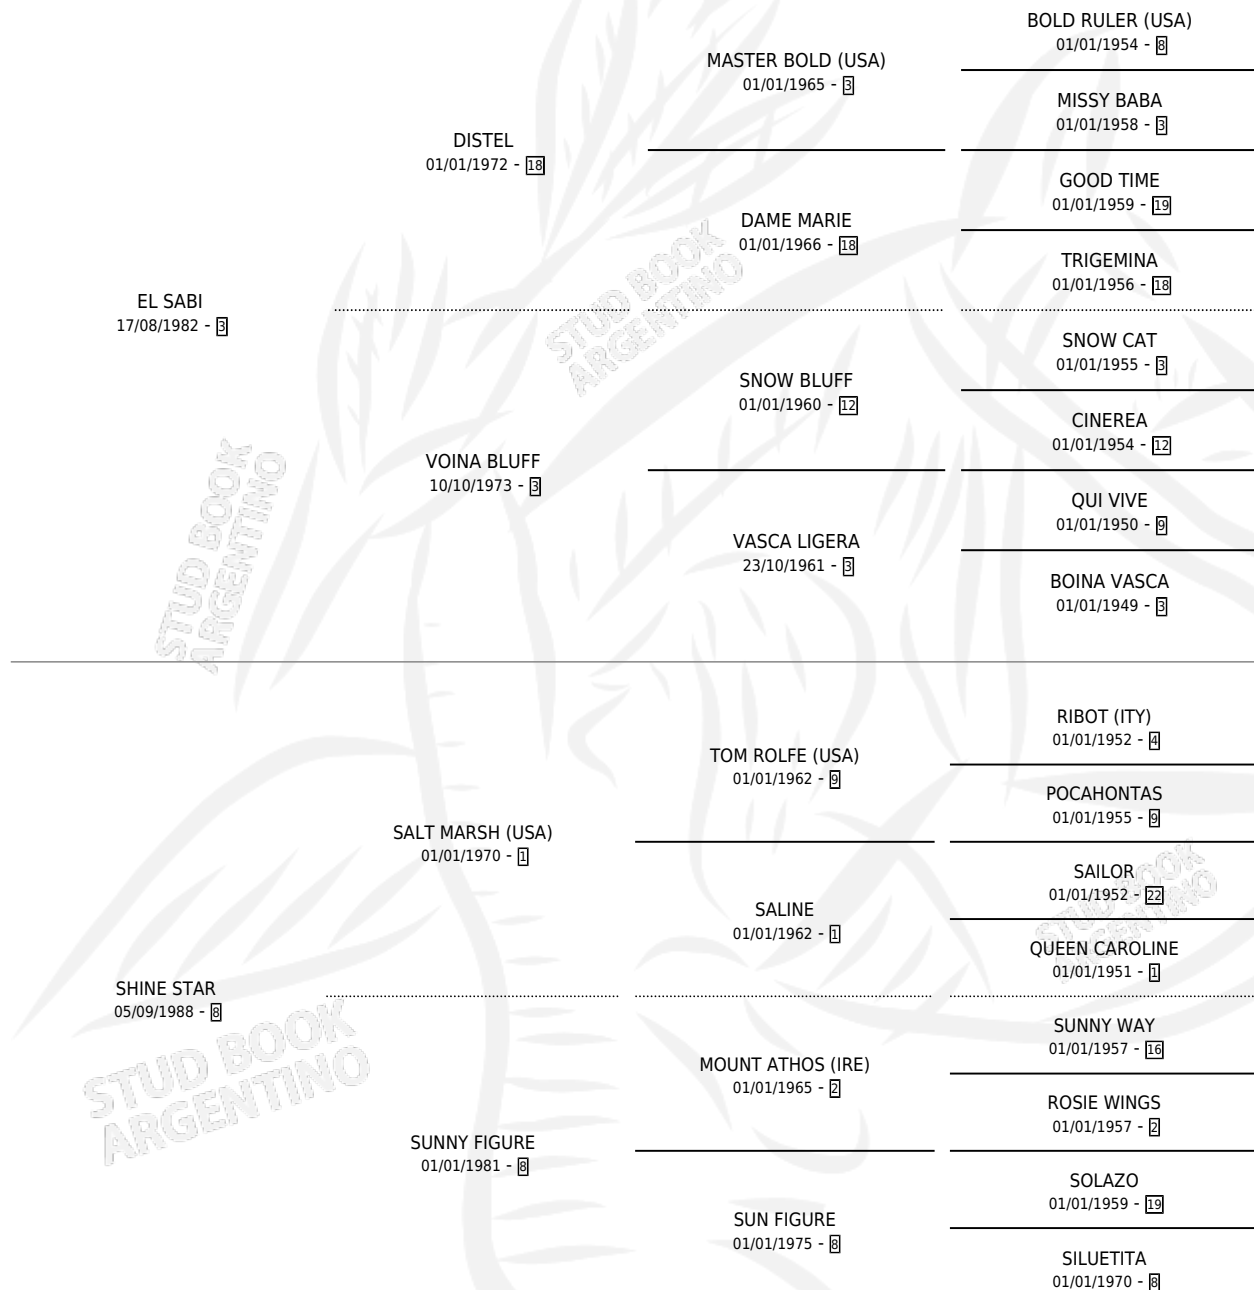 BOLD RULER (USA)
01/01/1954 - 8
MASTER BOLD (USA)
01/01/1965 - 3
MISSY BABA
01/01/1958 - 3
DISTEL
01/01/1972 - 18
GOOD TIME
01/01/1959 - 19
DAME MARIE
01/01/1966 - 18
TRIGEMINA
01/01/1956 - 18
EL SABI
17/08/1982 - 3
SNOW CAT
01/01/1955 - 3
SNOW BLUFF
01/01/1960 - 12
CINEREA
01/01/1954 - 12
VOINA BLUFF
10/10/1973 - 3
QUI VIVE
01/01/1950 - 9
VASCA LIGERA
23/10/1961 - 3
BOINA VASCA
01/01/1949 - 3
RIBOT (ITY)
01/01/1952 - 4
TOM ROLFE (USA)
01/01/1962 - 9
POCAHONTAS
01/01/1955 - 9
SALT MARSH (USA)
01/01/1970 - 1
SAILOR
01/01/1952 - 22
SALINE
01/01/1962 - 1
QUEEN CAROLINE
01/01/1951 - 1
SHINE STAR
05/09/1988 - 8
SUNNY WAY
01/01/1957 - 16
MOUNT ATHOS (IRE)
01/01/1965 - 2
ROSIE WINGS
01/01/1957 - 2
SUNNY FIGURE
01/01/1981 - 8
SOLAZO
01/01/1959 - 19
SUN FIGURE
01/01/1975 - 8
SILUETITA
01/01/1970 - 8
STUD BOOK
ARGENTINO
STUD BOOK
ARGENTINO
STUD BOOK
ARGENTINO
STUD BOOK
ARGENTINO